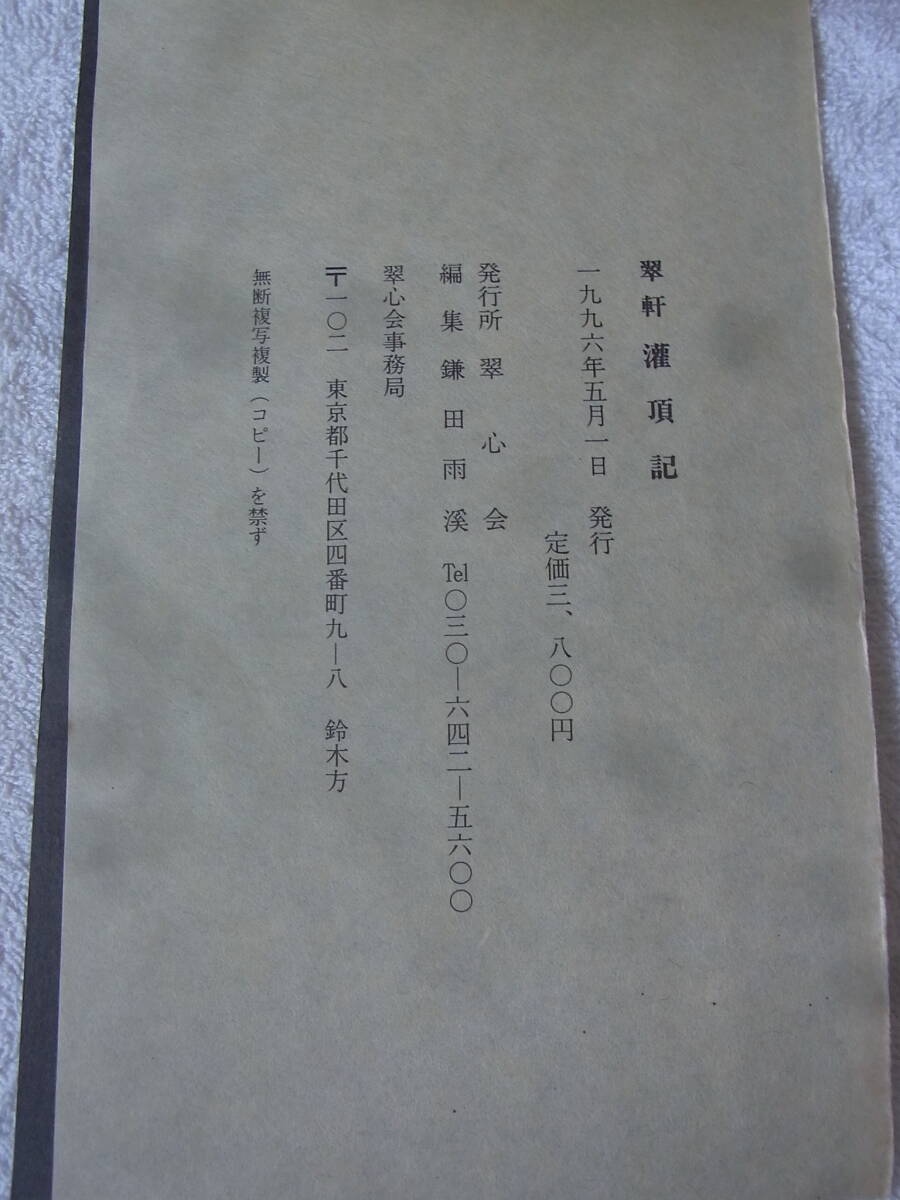 翠軒灌頂記
一九九六年五月一日　発行
定価三、八〇〇円
発行所　翠心会
編集　鎌田雨溪　Tel〇三〇―六四二―五六〇〇
翠心会事務局
〒一〇二　東京都千代田区四番町九―八　鈴木方
無断複写複製（コピー）を禁ず